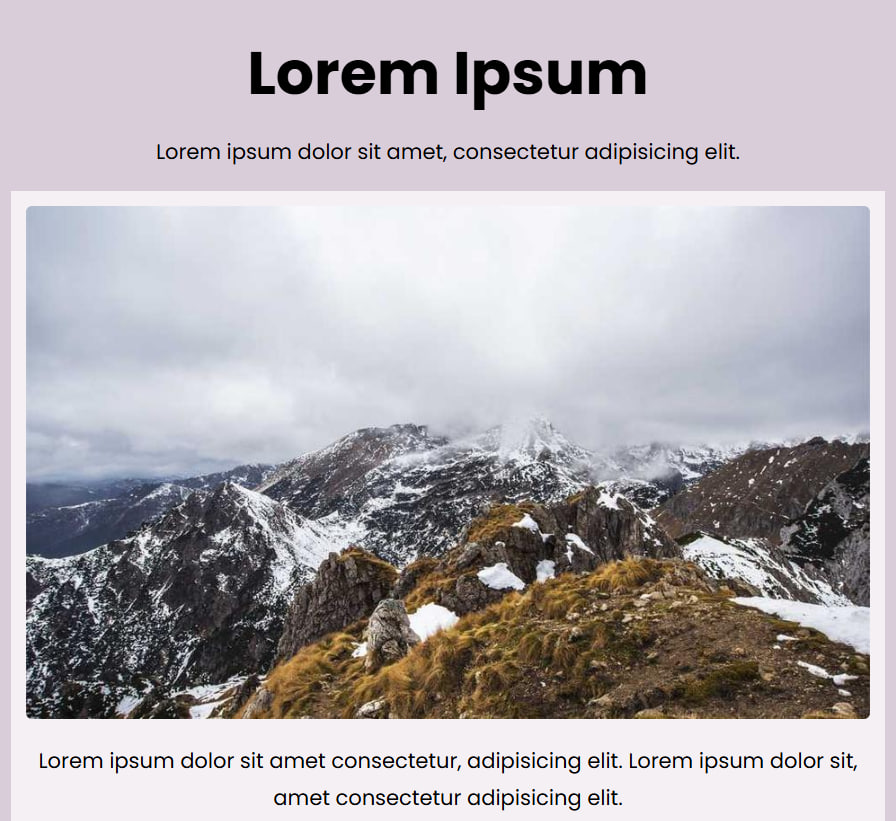 Lorem Ipsum
Lorem ipsum dolor sit amet, consectetur adipisicing elit.
Lorem ipsum dolor sit amet consectetur, adipisicing elit. Lorem ipsum dolor sit,
amet consectetur adipisicing elit.